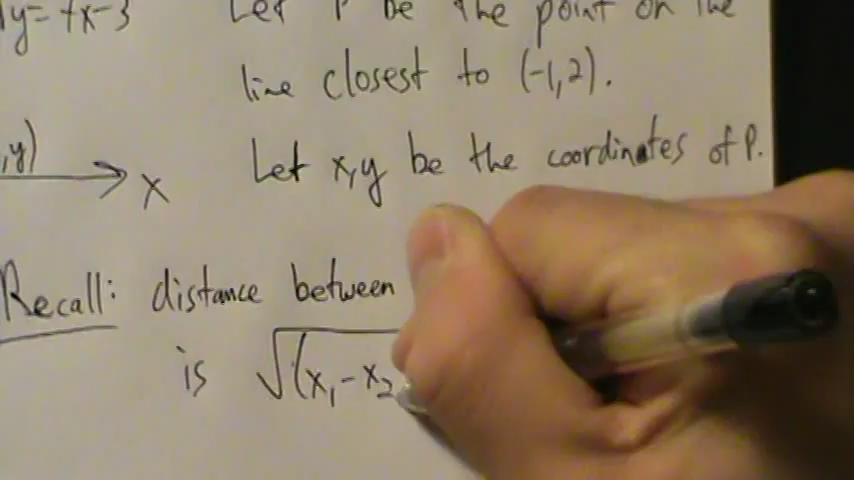 y=7x-3
Let P be the point on the
line closest to (-1,2).
,y)
x
Let x,y be the coordinates of P.
Recall: distance between
is √(x₁-x₂